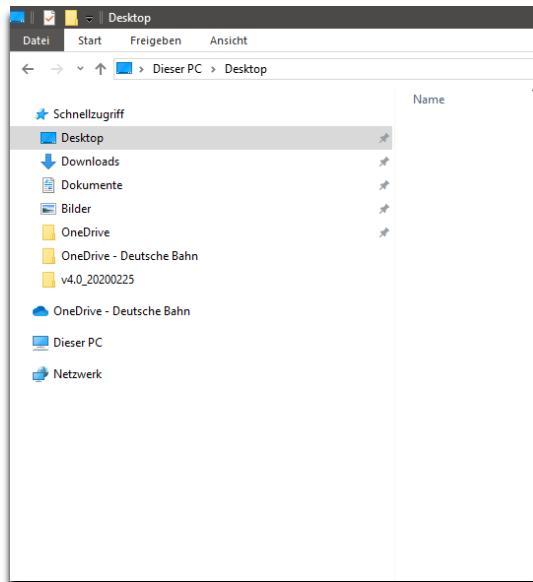 Desktop
Datei Start Freigeben Ansicht
Dieser PC Desktop
Name
Schnellzugriff
Desktop
Downloads
Dokumente
Bilder
OneDrive
OneDrive - Deutsche Bahn
v4.0_20200225
OneDrive - Deutsche Bahn
Dieser PC
Netzwerk